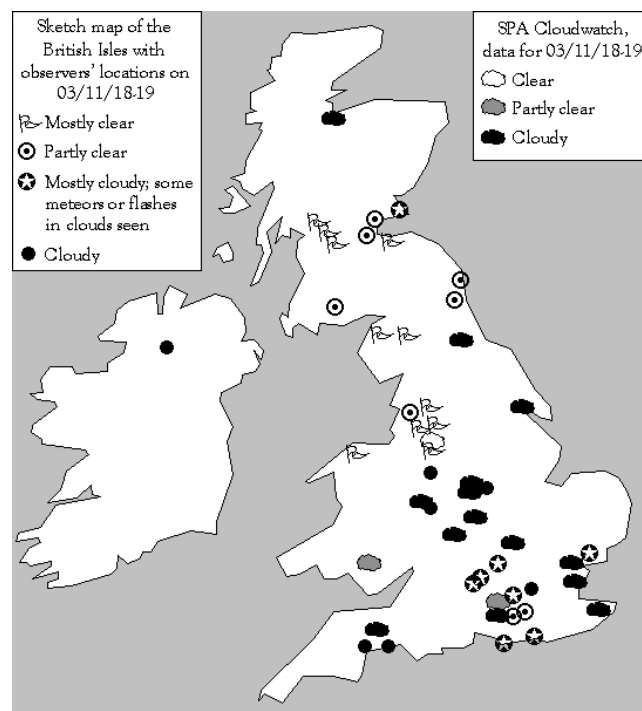 Sketch map of the
British Isles with
observers' locations on
03/11/18-19
Mostly clear
Partly clear
Mostly cloudy; some
meteors or flashes
in clouds seen
Cloudy
SPA Cloudwatch,
data for 03/11/18-19
Clear
Partly clear
Cloudy